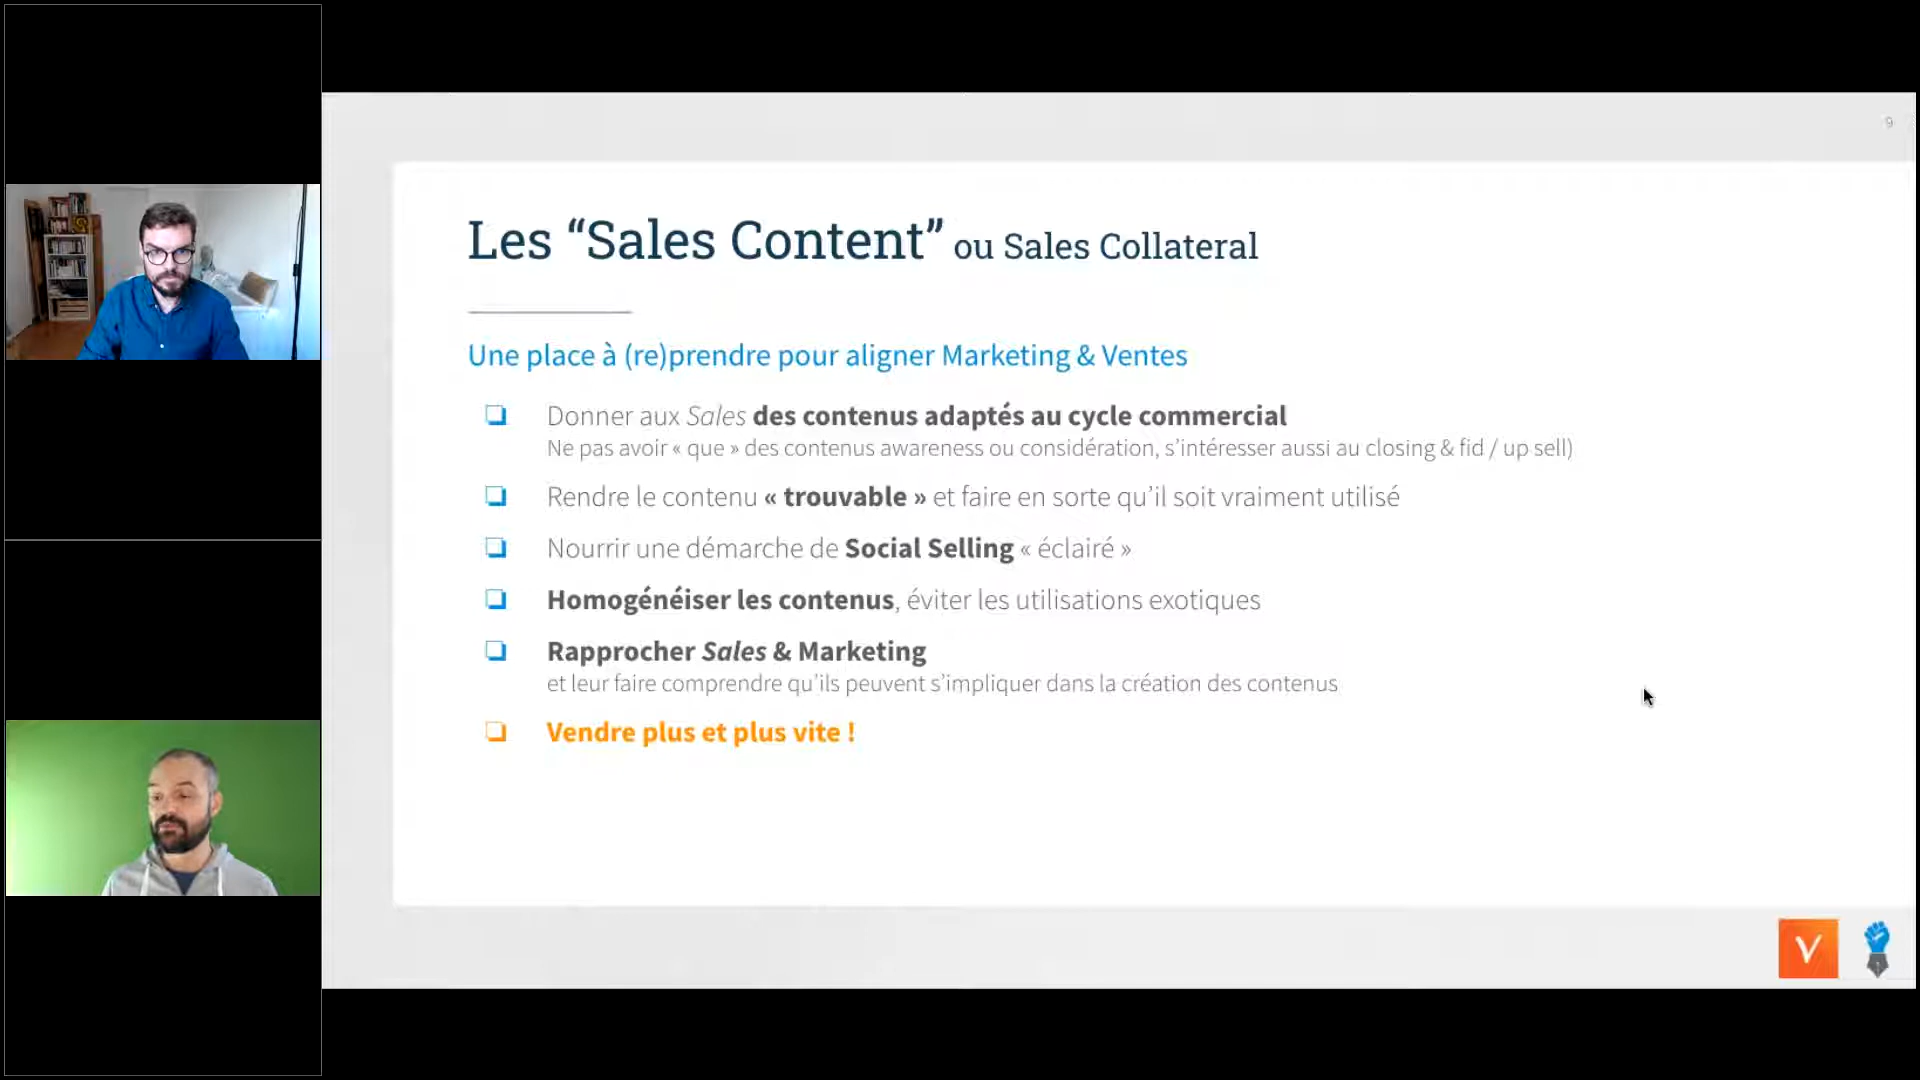 9
Les “Sales Content” ou Sales Collateral
Une place à (re)prendre pour aligner Marketing & Ventes
Donner aux Sales des contenus adaptés au cycle commercial
Ne pas avoir « que » des contenus awareness ou considération, s’intéresser aussi au closing & fid / up sell)
Rendre le contenu « trouvable » et faire en sorte qu’il soit vraiment utilisé
Nourrir une démarche de Social Selling « éclairé »
Homogénéiser les contenus, éviter les utilisations exotiques
Rapprocher Sales & Marketing
et leur faire comprendre qu’ils peuvent s’impliquer dans la création des contenus
Vendre plus et plus vite !
V